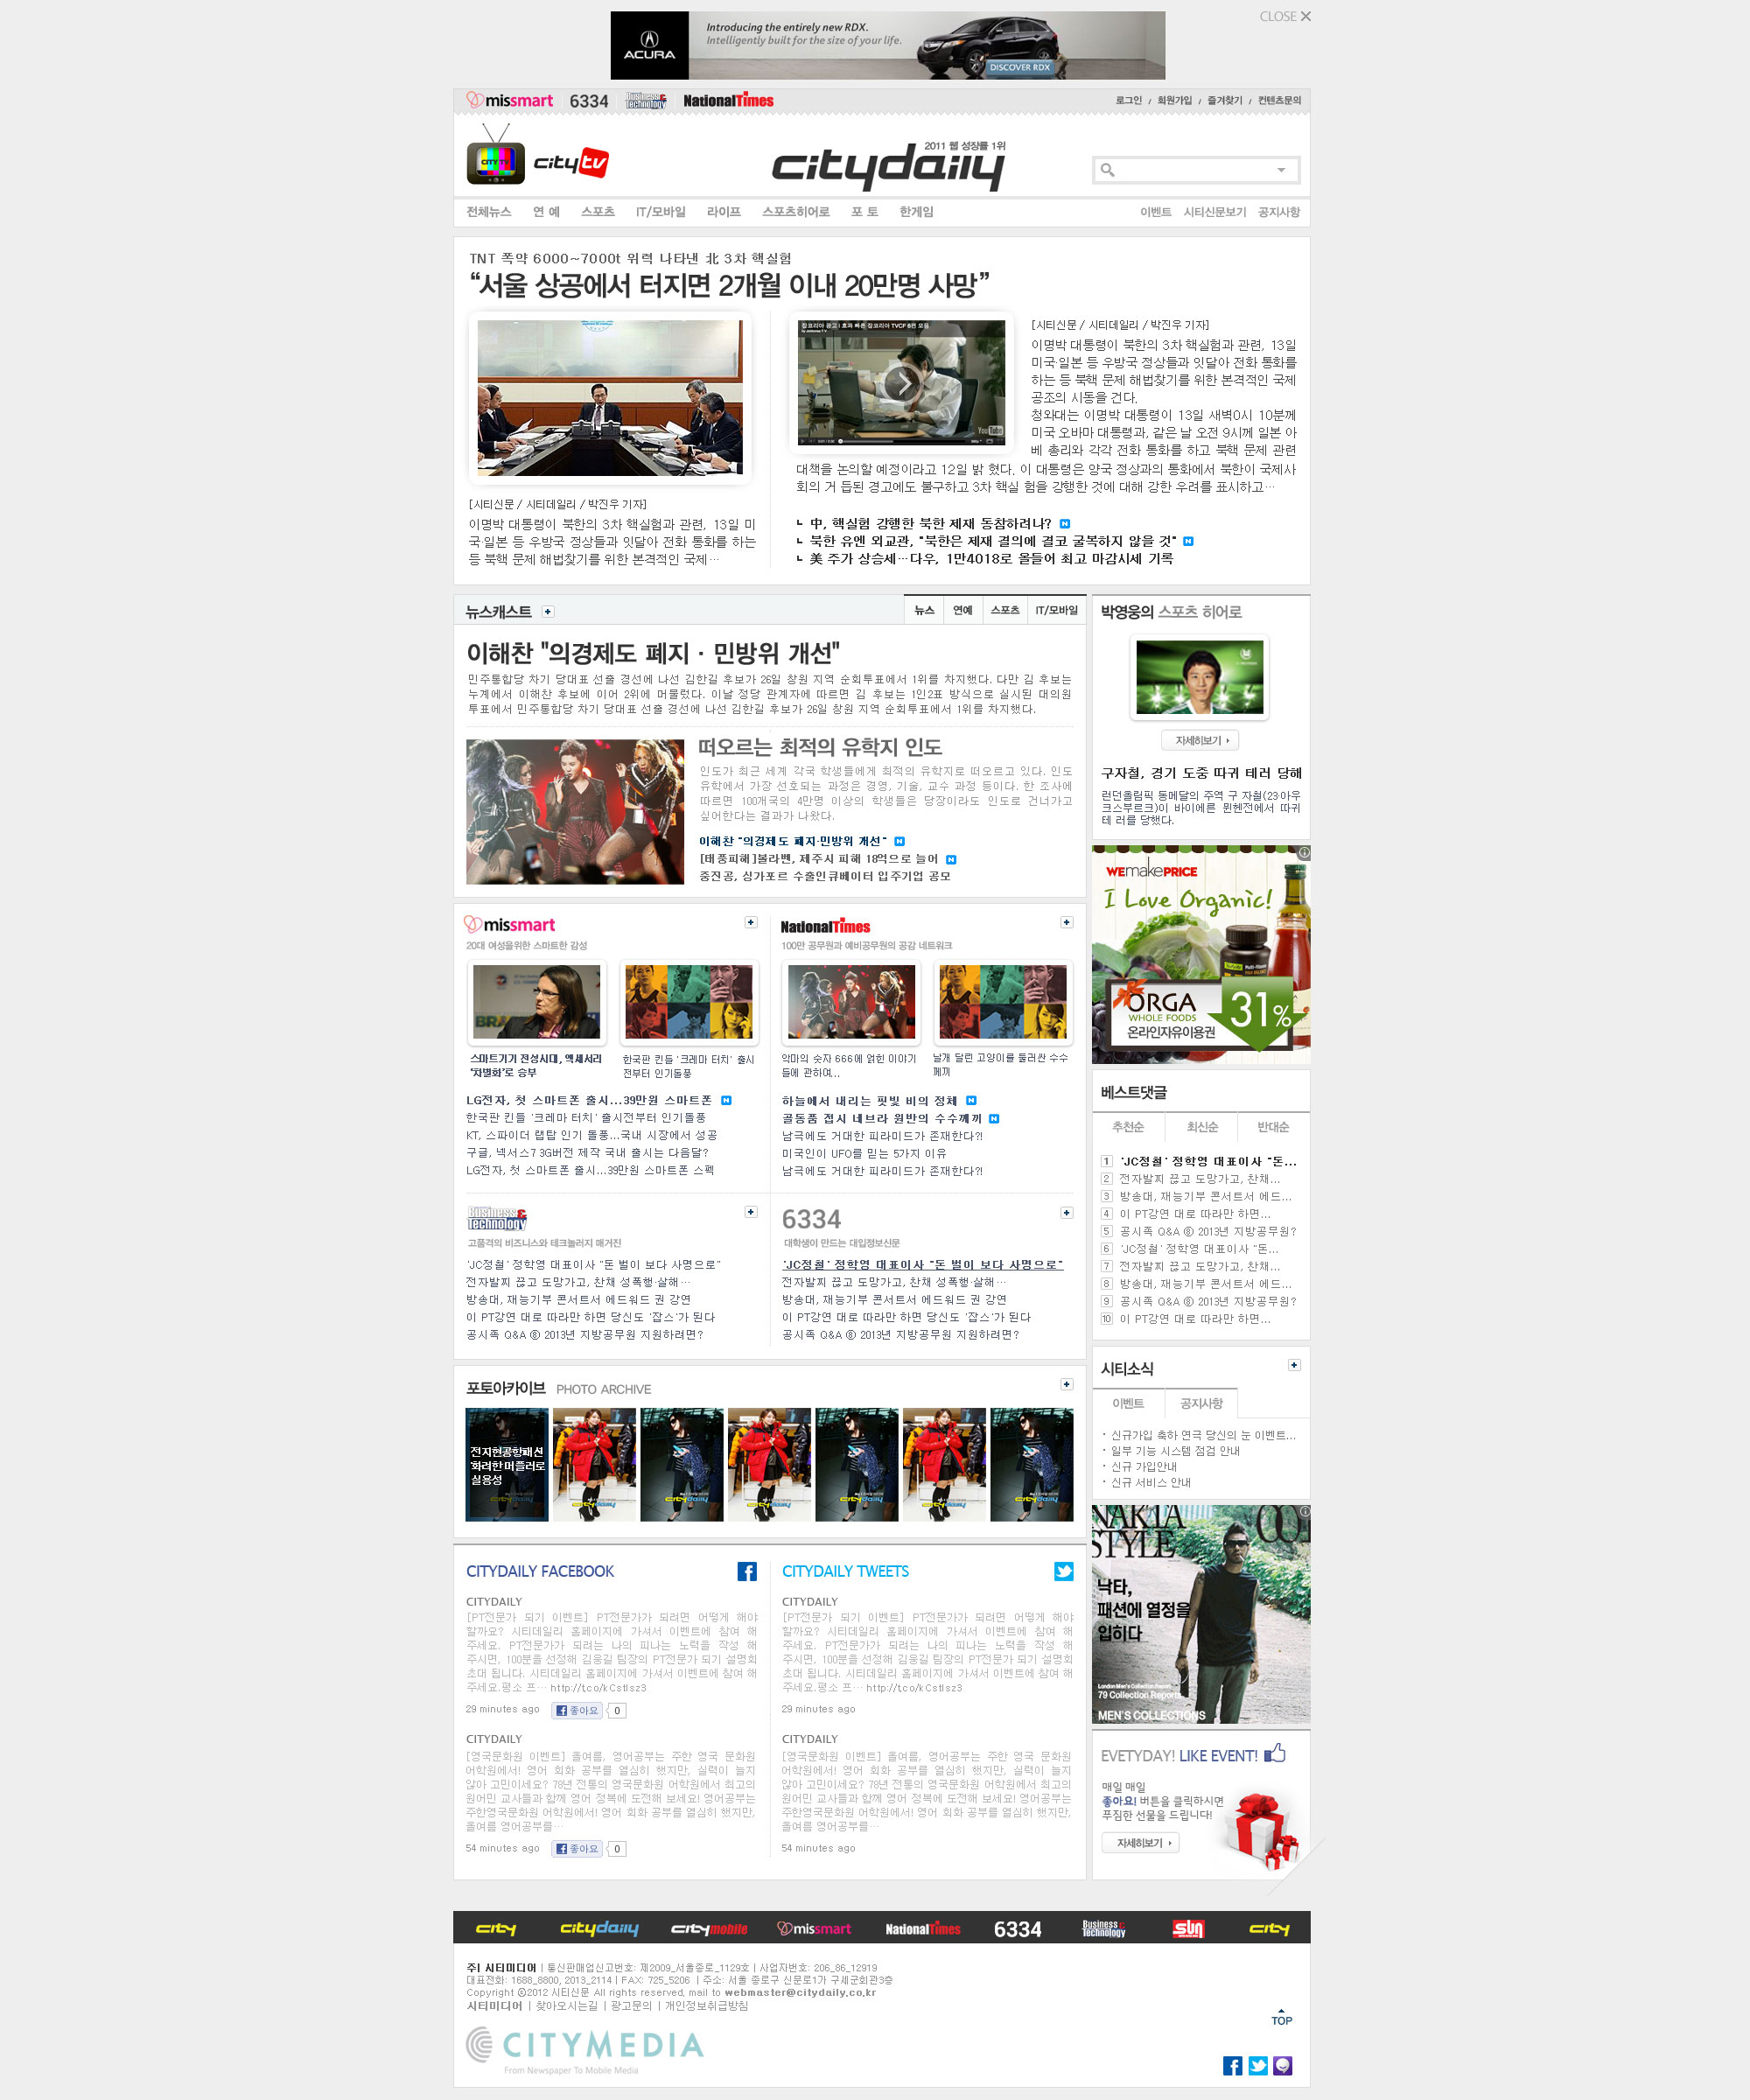 CLOSE
ACURA
Introducing the entirely new RDX.
Intelligently built for the size of your life.
DISCOVER RDX
missmart 6334 Business & Technology NationalTimes
로그인 / 회원가입 / 즐겨찾기 / 컨텐츠문의
CITY TV
citytv
2011 웹 성장률 1위
citydaily
전체뉴스 연 예 스포츠 IT/모바일 라이프 스포츠히어로 포 토 한게임
이벤트 시티신문보기 공지사항
TNT 폭약 6000~7000t 위력 나타낸 北 3차 핵실험
“서울 상공에서 터지면 2개월 이내 20만명 사망”
[시티신문 / 시티데일리 / 박진우 기자]
이명박 대통령이 북한의 3차 핵실험과 관련, 13일 미
국·일본 등 우방국 정상들과 잇달아 전화 통화를 하는
등 북핵 문제 해법찾기를 위한 본격적인 국제…
잡코리아 광고 I 효과 빠른 잡코리아 TVCF 6편 모음
YouTube
[시티신문 / 시티데일리 / 박진우 기자]
이명박 대통령이 북한의 3차 핵실험과 관련, 13일
미국·일본 등 우방국 정상들과 잇달아 전화 통화를
하는 등 북핵 문제 해법찾기를 위한 본격적인 국제
공조의 시동을 건다.
청와대는 이명박 대통령이 13일 새벽0시 10분께
미국 오바마 대통령과, 같은 날 오전 9시께 일본 아
베 총리와 각각 전화 통화를 하고 북핵 문제 관련
대책을 논의할 예정이라고 12일 밝 혔다. 이 대통령은 양국 정상과의 통화에서 북한이 국제사
회의 거 듭된 경고에도 불구하고 3차 핵실 험을 강행한 것에 대해 강한 우려를 표시하고…
中, 핵실험 강행한 북한 제재 동참하려나? N
북한 유엔 외교관, "북한은 제재 결의에 결코 굴복하지 않을 것" N
美 주가 상승세…다우, 1만4018로 올들어 최고 마감시세 기록
뉴스캐스트
뉴스 연예 스포츠 IT/모바일
이해찬 "의경제도 폐지 · 민방위 개선"
민주통합당 차기 당대표 선출 경선에 나선 김한길 후보가 26일 창원 지역 순회투표에서 1위를 차지했다. 다만 김 후보는
누계에서 이해찬 후보에 이어 2위에 머물렀다. 이날 정당 관계자에 따르면 김 후보는 1인2표 방식으로 실시된 대의원
투표에서 민주통합당 차기 당대표 선출 경선에 나선 김한길 후보가 26일 창원 지역 순회투표에서 1위를 차지했다.
떠오르는 최적의 유학지 인도
인도가 최근 세계 각국 학생들에게 최적의 유학지로 떠오르고 있다. 인도
유학에서 가장 선호되는 과정은 경영, 기술, 교수 과정 등이다. 한 조사에
따르면 100개국의 4만명 이상의 학생들은 당장이라도 인도로 건너가고
싶어한다는 결과가 나왔다.
이해찬 "의경제도 폐지·민방위 개선" N
[태풍피해]볼라벤, 제주시 피해 18억으로 늘어 N
중진공, 싱가포르 수출인큐베이터 입주기업 공모
박영웅의 스포츠 히어로
자세히보기
구자철, 경기 도중 따귀 테러 당해
런던올림픽 동메달의 주역 구 자철(23·아우
크스부르크)이 바이에른 뮌헨전에서 따귀
테 러를 당했다.
WEmakePRICE
I Love Organic!
ORGA
WHOLE FOODS
온라인자유이용권
31%
missmart
20대 여성을위한 스마트한 감성
스마트기기 전성시대, 액세서리
'차별화'로 승부
한국판 킨들 '크레마 터치' 출시
전부터 인기돌풍
LG전자, 첫 스마트폰 출시...39만원 스마트폰 N
한국판 킨들 '크레마 터치' 출시전부터 인기돌풍
KT, 스파이더 랩탑 인기 돌풍...국내 시장에서 성공
구글, 넥서스7 3G버전 제작 국내 출시는 다음달?
LG전자, 첫 스마트폰 출시...39만원 스마트폰 스펙
NationalTimes
100만 공무원과 예비공무원의 공감 네트워크
악마의 숫자 666에 얽힌 이야기
들에 관하여...
날개 달린 고양이를 둘러싼 수수
께끼
하늘에서 내리는 핏빛 비의 정체 N
골동품 접시 네브라 원반의 수수께끼 N
남극에도 거대한 피라미드가 존재한다?!
미국인이 UFO를 믿는 5가지 이유
남극에도 거대한 피라미드가 존재한다?!
Business & Technology
고품격의 비즈니스와 테크놀러지 매거진
'JC정철' 정학영 대표이사 "돈 벌이 보다 사명으로"
전자발찌 끊고 도망가고, 찬채 성폭행·살해…
방송대, 재능기부 콘서트서 에드워드 권 강연
이 PT강연 대로 따라만 하면 당신도 '잡스'가 된다
공시족 Q&A ⑥ 2013년 지방공무원 지원하려면?
6334
대학생이 만드는 대입정보신문
'JC정철' 정학영 대표이사 "돈 벌이 보다 사명으로"
전자발찌 끊고 도망가고, 찬채 성폭행·살해…
방송대, 재능기부 콘서트서 에드워드 권 강연
이 PT강연 대로 따라만 하면 당신도 '잡스'가 된다
공시족 Q&A ⑥ 2013년 지방공무원 지원하려면?
베스트댓글
추천순 최신순 반대순
1 'JC정철' 정학영 대표이사 "돈...
2 전자발찌 끊고 도망가고, 찬채...
3 방송대, 재능기부 콘서트서 에드...
4 이 PT강연 대로 따라만 하면...
5 공시족 Q&A ⑥ 2013년 지방공무원?
6 'JC정철' 정학영 대표이사 "돈...
7 전자발찌 끊고 도망가고, 찬채...
8 방송대, 재능기부 콘서트서 에드...
9 공시족 Q&A ⑥ 2013년 지방공무원?
10 이 PT강연 대로 따라만 하면...
시티소식
이벤트 공지사항
· 신규가입 축하 연극 당신의 눈 이벤트...
· 일부 기능 시스템 점검 안내
· 신규 가입안내
· 신규 서비스 안내
포토아카이브 PHOTO ARCHIVE
전지현공항패션
'화려한 머플러로
실용성
citydaily citydaily citydaily citydaily citydaily citydaily
NAKTA
STYLE
낙타,
패션에 열정을
입히다
London Men's Collection Report
79 Collection Reports
MEN'S COLLECTIONS
CITYDAILY FACEBOOK
CITYDAILY
[PT전문가 되기 이벤트] PT전문가가 되려면 어떻게 해야
할까요? 시티데일리 홈페이지에 가셔서 이벤트에 참여 해
주세요. PT전문가가 되려는 나의 피나는 노력을 작성 해
주시면, 100분을 선정해 김응길 팀장의 PT전문가 되기 설명회
초대 됩니다. 시티데일리 홈페이지에 가셔서 이벤트에 참여 해
주세요.평소 프… http://t.co/kCstIsz3
29 minutes ago 좋아요 0
CITYDAILY
[영국문화원 이벤트] 올여름, 영어공부는 주한 영국 문화원
어학원에서! 영어 회화 공부를 열심히 했지만, 실력이 늘지
않아 고민이세요? 78년 전통의 영국문화원 어학원에서 최고의
원어민 교사들과 함께 영어 정복에 도전해 보세요! 영어공부는
주한영국문화원 어학원에서! 영어 회화 공부를 열심히 했지만,
올여름 영어공부를…
54 minutes ago 좋아요 0
CITYDAILY TWEETS
CITYDAILY
[PT전문가 되기 이벤트] PT전문가가 되려면 어떻게 해야
할까요? 시티데일리 홈페이지에 가셔서 이벤트에 참여 해
주세요. PT전문가가 되려는 나의 피나는 노력을 작성 해
주시면, 100분을 선정해 김응길 팀장의 PT전문가 되기 설명회
초대 됩니다. 시티데일리 홈페이지에 가셔서 이벤트에 참여 해
주세요.평소 프… http://t.co/kCstIsz3
29 minutes ago
CITYDAILY
[영국문화원 이벤트] 올여름, 영어공부는 주한 영국 문화원
어학원에서! 영어 회화 공부를 열심히 했지만, 실력이 늘지
않아 고민이세요? 78년 전통의 영국문화원 어학원에서 최고의
원어민 교사들과 함께 영어 정복에 도전해 보세요! 영어공부는
주한영국문화원 어학원에서! 영어 회화 공부를 열심히 했지만,
올여름 영어공부를…
54 minutes ago
EVETYDAY! LIKE EVENT!
매일 매일
좋아요! 버튼을 클릭하시면
푸짐한 선물을 드립니다!
자세히보기
city citydaily citymobile missmart NationalTimes 6334 Business & Technology sun city
주I 시티미디어 | 통신판매업신고번호: 제2009_서울종로_1129호 | 사업자번호: 206_86_12919
대표전화: 1688_8800, 2013_2114 | FAX: 725_5206 | 주소: 서울 종로구 신문로1가 구세군회관3층
Copyright ©2012 시티신문 All rights reserved, mail to webmaster@citydaily.co.kr
시티미디어 | 찾아오시는길 | 광고문의 | 개인정보취급방침
TOP
CITYMEDIA
From Newspaper To Mobile Media